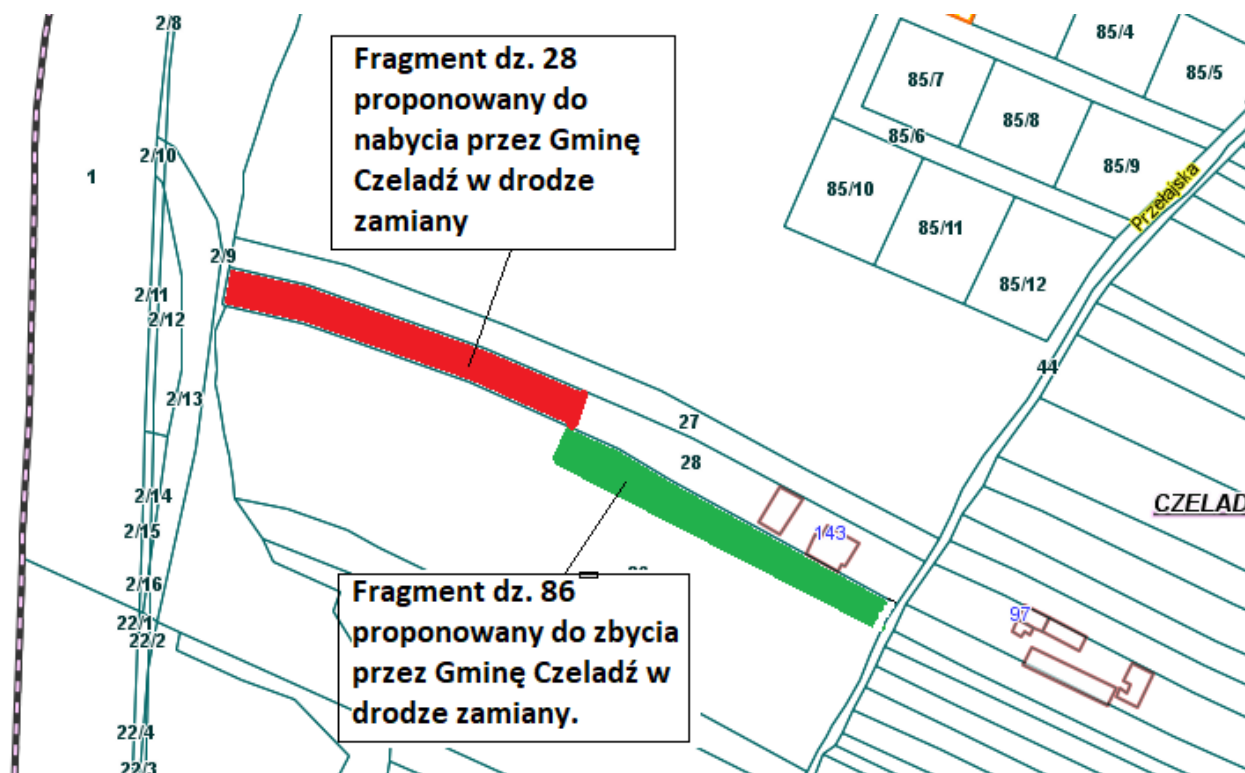 2/8
85/4
Fragment dz. 28
proponowany do
nabycia przez Gminę
Czeladź w drodze
zamiany
85/5
85/7
85/8
85/6
2/10
85/9
1
85/10
Przełajska
85/11
2/9
85/12
2/11
2/12
44
2/13
27
28
2/14
CZELAD
2/15
143
Fragment dz. 86
proponowany do zbycia
przez Gminę Czeladź w
drodze zamiany.
2/16
97
22/1
22/2
22/4
22/3